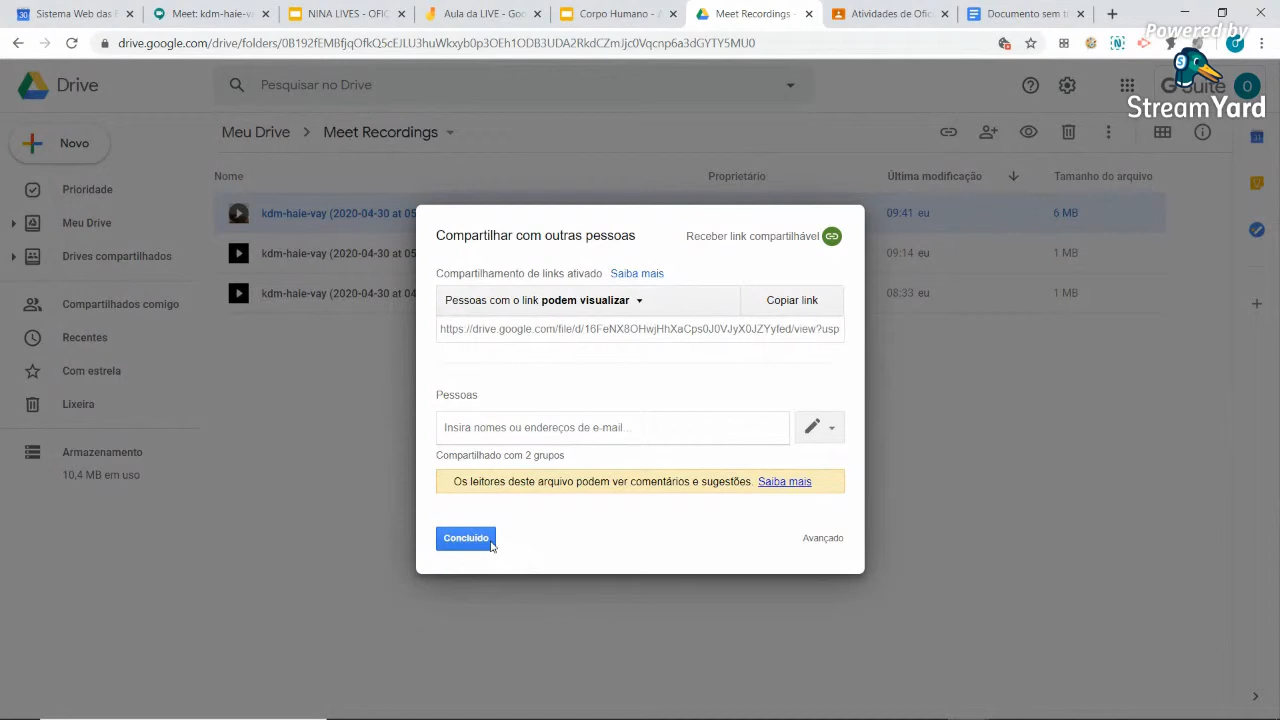 Sistema Web das E
Meet: kdm-haie-va
NINA LIVES - OFIC
Aula da LIVE - Goo
Corpo Humano - A
Meet Recordings -
Atividades de Ofic
Documento sem t
Powered by
drive.google.com/drive/folders/0B192fEMBfjqOfkQ5cEJLU3huWkxybEp3OEFTODB3UDA2RkdCZmJjc0Vqcnp6a3dGYTY5MU0
Drive
Pesquisar no Drive
G Suite
O
StreamYard
Novo
Meu Drive > Meet Recordings
Nome
Proprietário
Última modificação
Tamanho do arquivo
Prioridade
Meu Drive
Drives compartilhados
Compartilhados comigo
Recentes
Com estrela
Lixeira
Armazenamento
10,4 MB em uso
kdm-haie-vay (2020-04-30 at 05
09:41 eu
6 MB
kdm-haie-vay (2020-04-30 at 05
09:14 eu
1 MB
kdm-haie-vay (2020-04-30 at 04
08:33 eu
1 MB
Compartilhar com outras pessoas
Receber link compartilhável
Compartilhamento de links ativado Saiba mais
Pessoas com o link podem visualizar
Copiar link
https://drive.google.com/file/d/16FeNX8OHwjHhXaCps0J0VJyX0JZYyfed/view?usp
Pessoas
Insira nomes ou endereços de e-mail...
Compartilhado com 2 grupos
Os leitores deste arquivo podem ver comentários e sugestões. Saiba mais
Concluído
Avançado